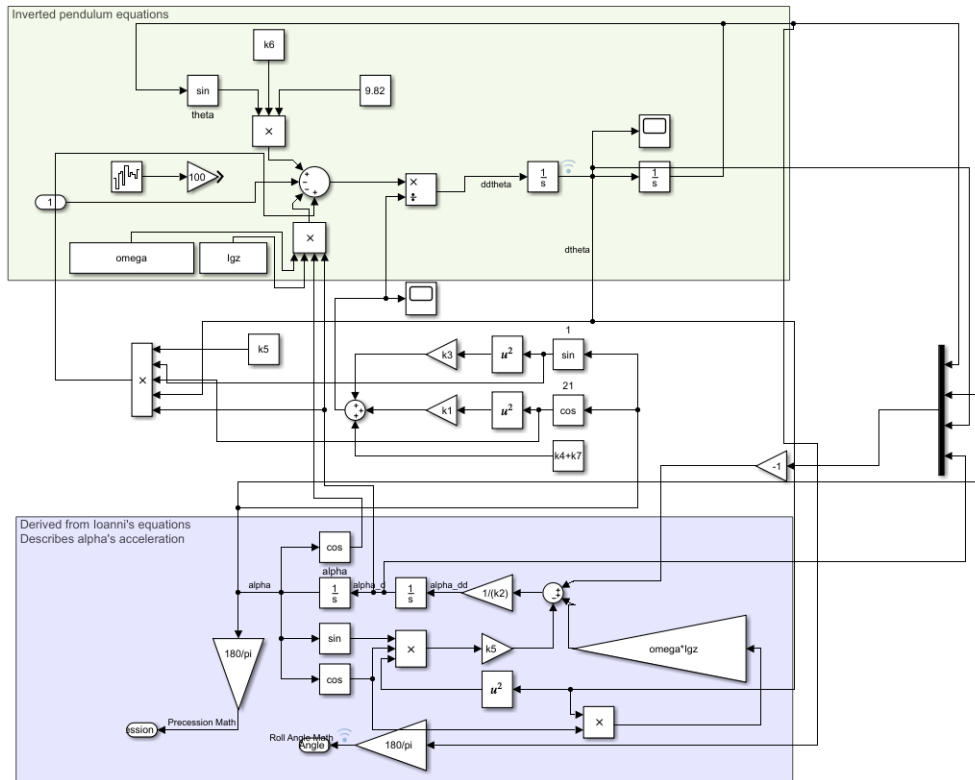 Inverted pendulum equations
k6
sin
9.82
theta
×
100
+
-
-
+
×
÷
ddtheta
1
s
1
s
1
×
omega
Igz
dtheta
1
k5
k3
u²
sin
×
21
+
+
+
k1
u²
cos
k4+k7
-1
Derived from Ioanni's equations
Describes alpha's acceleration
cos
alpha
alpha
1
s
alpha_d
1
s
alpha_dd
1/(k2)
+
-
180/pi
sin
×
k5
omega*Igz
cos
u²
×
ession
Precession Math
Roll Angle Math
Angle
180/pi